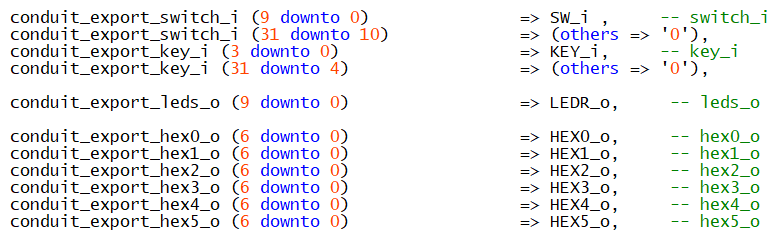 conduit_export_switch_i (9 downto 0) => SW_i , -- switch_i
conduit_export_switch_i (31 downto 10) => (others => '0'),
conduit_export_key_i (3 downto 0) => KEY_i, -- key_i
conduit_export_key_i (31 downto 4) => (others => '0'),
conduit_export_leds_o (9 downto 0) => LEDR_o, -- leds_o
conduit_export_hex0_o (6 downto 0) => HEX0_o, -- hex0_o
conduit_export_hex1_o (6 downto 0) => HEX1_o, -- hex1_o
conduit_export_hex2_o (6 downto 0) => HEX2_o, -- hex2_o
conduit_export_hex3_o (6 downto 0) => HEX3_o, -- hex3_o
conduit_export_hex4_o (6 downto 0) => HEX4_o, -- hex4_o
conduit_export_hex5_o (6 downto 0) => HEX5_o, -- hex5_o